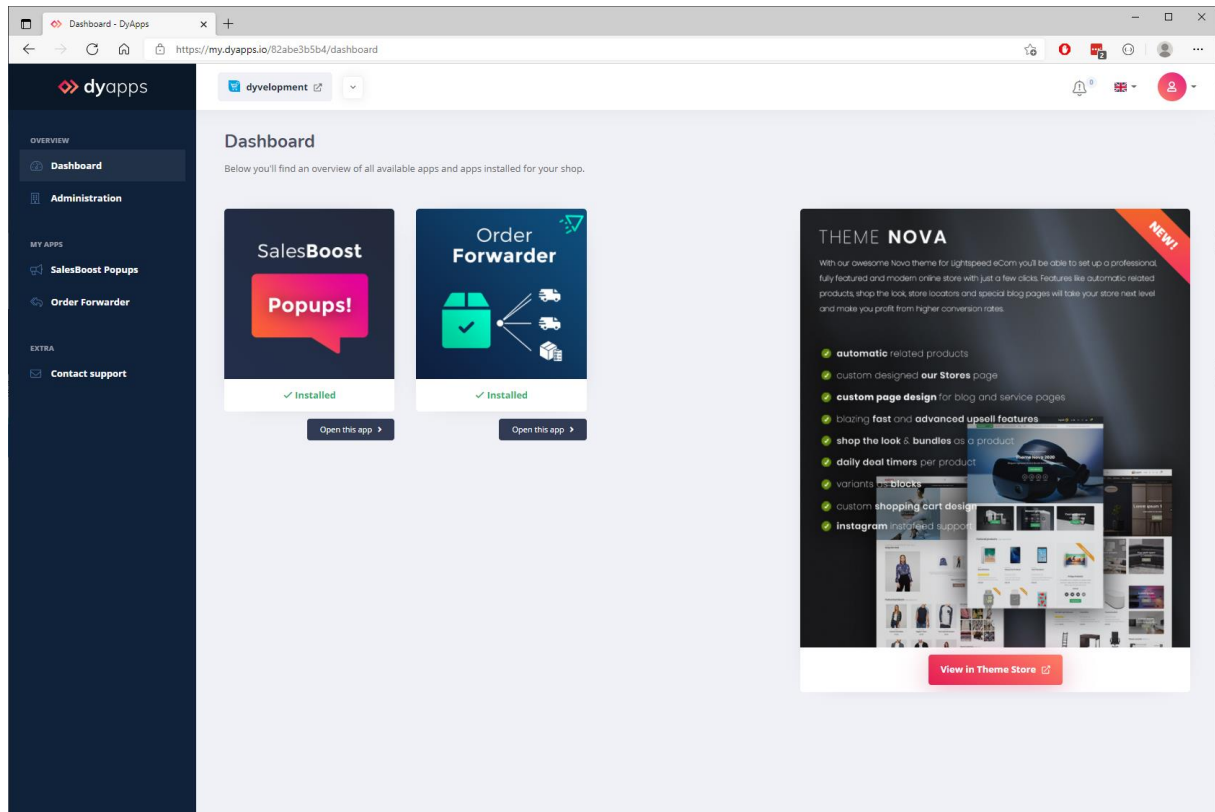 Dashboard - DyApps
https://my.dyapps.io/82abe3b5b4/dashboard
2
dyapps
dyvelopment
0
OVERVIEW
Dashboard
Administration
MY APPS
SalesBoost Popups
Order Forwarder
EXTRA
Contact support
Dashboard
Below you'll find an overview of all available apps and apps installed for your shop.
SalesBoost
Popups!
Installed
Open this app
Order
Forwarder
Installed
Open this app
THEME NOVA
NEW!
With our awesome Nova theme for Lightspeed eCom you'll be able to set up a professional,
fully featured and modern online store with just a few clicks. Features like automatic related
products, shop the look, store locators and special blog pages will take your store next level
and make you profit from higher conversion rates.
automatic related products
custom designed our Stores page
custom page design for blog and service pages
blazing fast and advanced upsell features
shop the look & bundles as a product
daily deal timers per product
variants as blocks
custom shopping cart design
instagram instafeed support
View in Theme Store